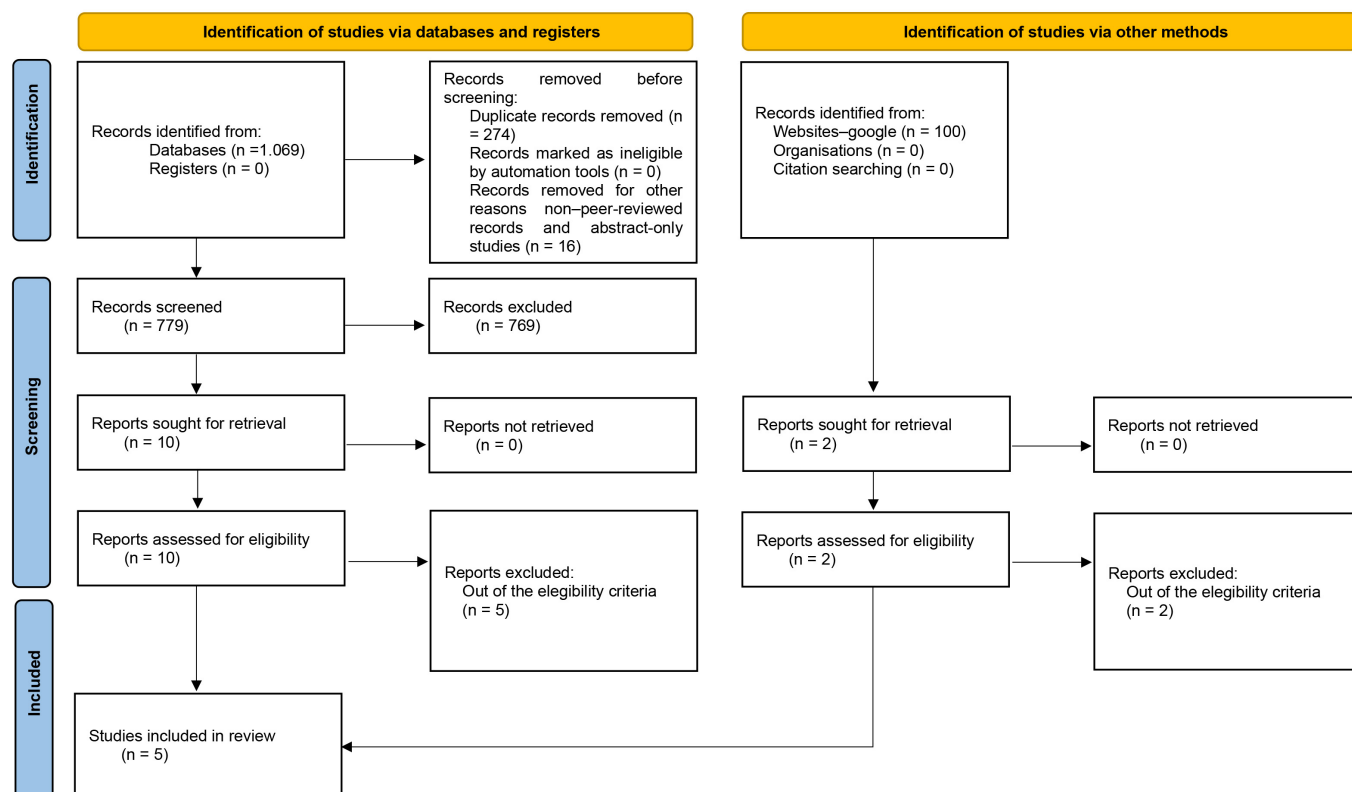 Identification of studies via databases and registers
Identification of studies via other methods
Identification
Records identified from:
Databases (n =1.069)
Registers (n = 0)
Records removed before
screening:
Duplicate records removed (n
= 274)
Records marked as ineligible
by automation tools (n = 0)
Records removed for other
reasons non–peer-reviewed
records and abstract-only
studies (n = 16)
Records identified from:
Websites–google (n = 100)
Organisations (n = 0)
Citation searching (n = 0)
Screening
Records screened
(n = 779)
Records excluded
(n = 769)
Reports sought for retrieval
(n = 10)
Reports not retrieved
(n = 0)
Reports sought for retrieval
(n = 2)
Reports not retrieved
(n = 0)
Reports assessed for eligibility
(n = 10)
Reports excluded:
Out of the elegibility criteria
(n = 5)
Reports assessed for eligibility
(n = 2)
Reports excluded:
Out of the elegibility criteria
(n = 2)
Included
Studies included in review
(n = 5)